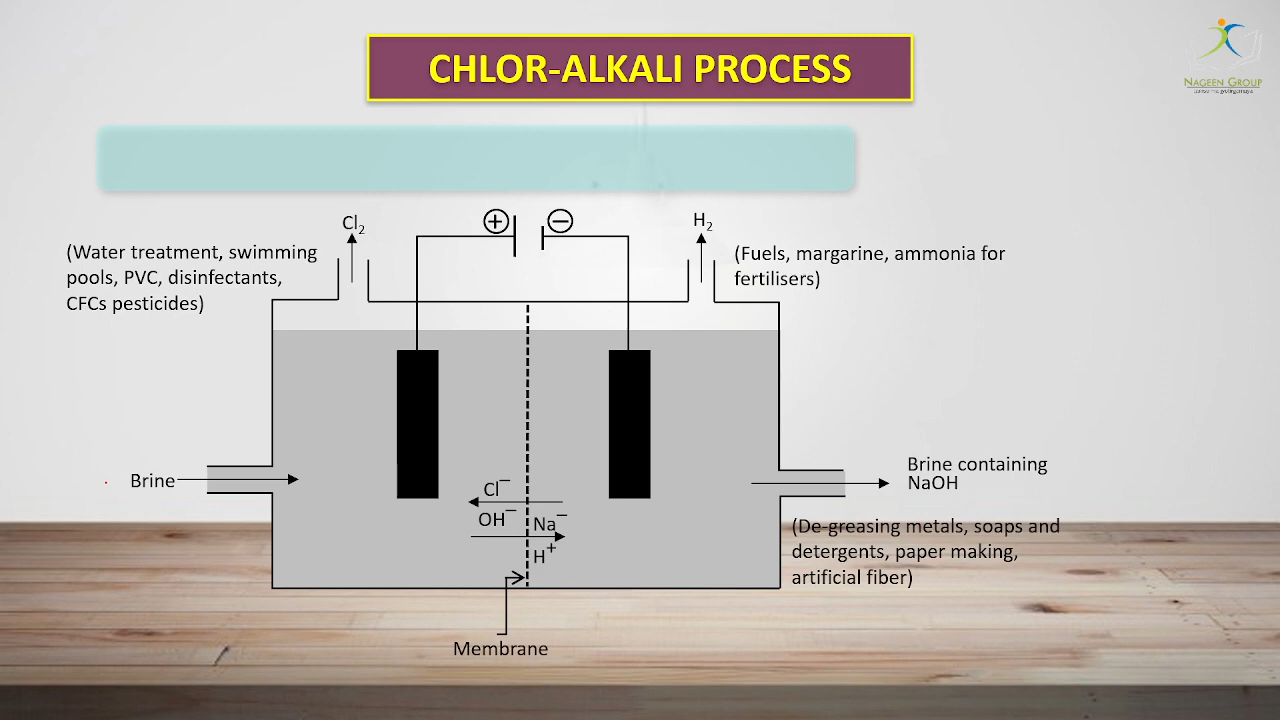 CHLOR-ALKALI PROCESS
NAGEEN GROUP
Cl₂
H₂
(Water treatment, swimming
pools, PVC, disinfectants,
CFCs pesticides)
+
−
(Fuels, margarine, ammonia for
fertilisers)
Brine
Cl⁻
OH⁻
Na⁻
H⁺
Brine containing
NaOH
(De-greasing metals, soaps and
detergents, paper making,
artificial fiber)
Membrane